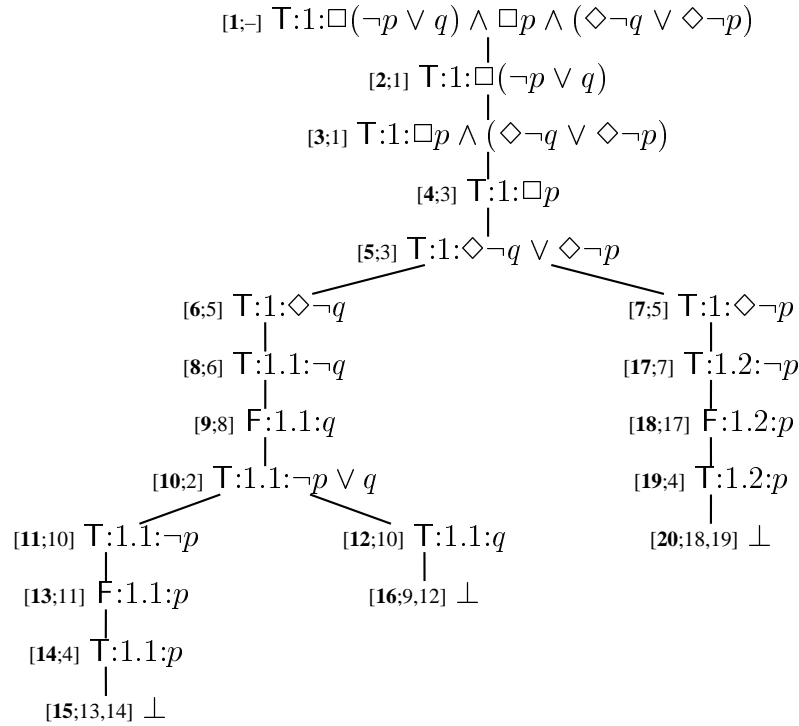 [1;–] T:1:□(¬p ∨ q) ∧ □p ∧ (◇¬q ∨ ◇¬p)
[2;1] T:1:□(¬p ∨ q)
[3;1] T:1:□p ∧ (◇¬q ∨ ◇¬p)
[4;3] T:1:□p
[5;3] T:1:◇¬q ∨ ◇¬p
[6;5] T:1:◇¬q
[7;5] T:1:◇¬p
[8;6] T:1.1:¬q
[17;7] T:1.2:¬p
[9;8] F:1.1:q
[18;17] F:1.2:p
[10;2] T:1.1:¬p ∨ q
[19;4] T:1.2:p
[11;10] T:1.1:¬p
[12;10] T:1.1:q
[20;18,19] ⊥
[13;11] F:1.1:p
[16;9,12] ⊥
[14;4] T:1.1:p
[15;13,14] ⊥